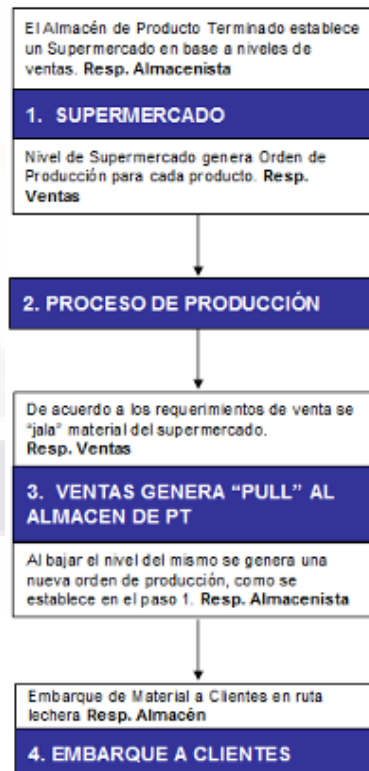 El Almacén de Producto Terminado establece
un Supermercado en base a niveles de
ventas. Resp. Almacenista
1. SUPERMERCADO
Nivel de Supermercado genera Orden de
Producción para cada producto. Resp.
Ventas
2. PROCESO DE PRODUCCIÓN
De acuerdo a los requerimientos de venta se
"jala" material del supermercado.
Resp. Ventas
3. VENTAS GENERA "PULL" AL
ALMACEN DE PT
Al bajar el nivel del mismo se genera una
nueva orden de producción, como se
establece en el paso 1. Resp. Almacenista
Embarque de Material a Clientes en ruta
lechera Resp. Almacén
4. EMBARQUE A CLIENTES